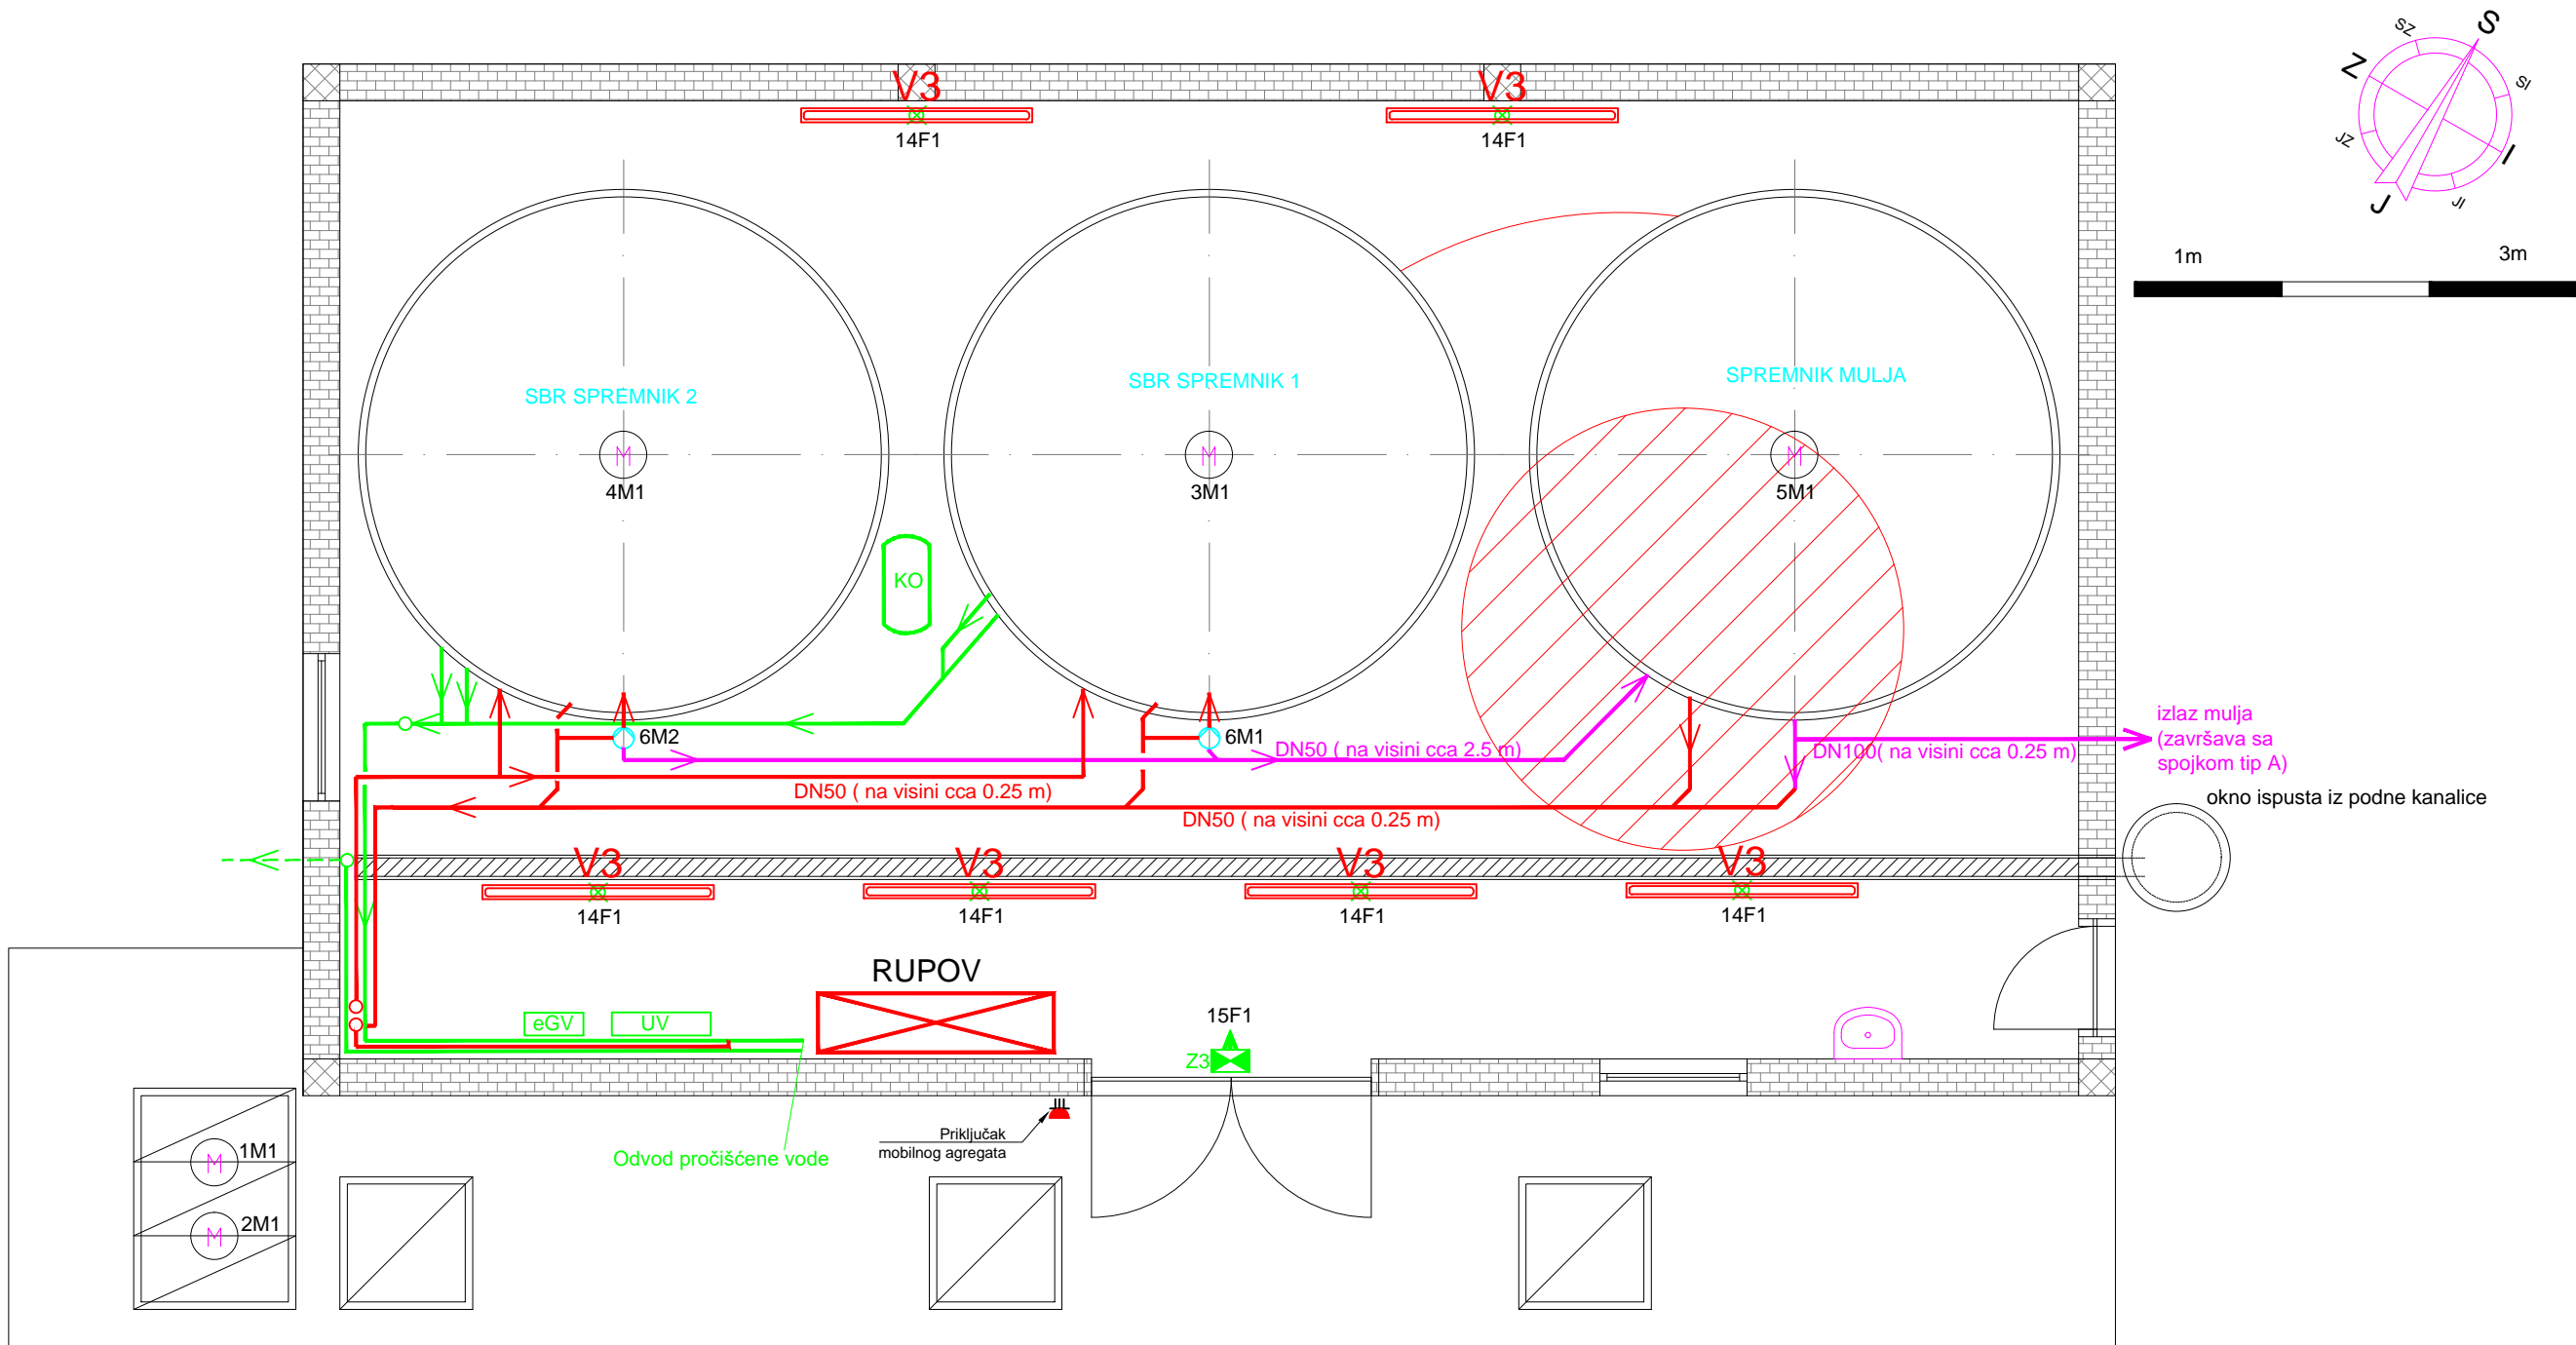 S
SZ
Z
SI
JZ
I
JI
J
V3
V3
14F1
14F1
1m
3m
SBR SPREMNIK 2
SBR SPREMNIK 1
SPREMNIK MULJA
M
M
M
4M1
3M1
5M1
KO
6M2
6M1
DN50 ( na visini cca 2.5 m)
DN100( na visini cca 0.25 m)
izlaz mulja
(završava sa
spojkom tip A)
DN50 ( na visini cca 0.25 m)
DN50 ( na visini cca 0.25 m)
okno ispusta iz podne kanalice
V3
V3
V3
V3
14F1
14F1
14F1
14F1
RUPOV
eGV
UV
15F1
Z3
Odvod pročišćene vode
Priključak
mobilnog agregata
M
1M1
M
2M1